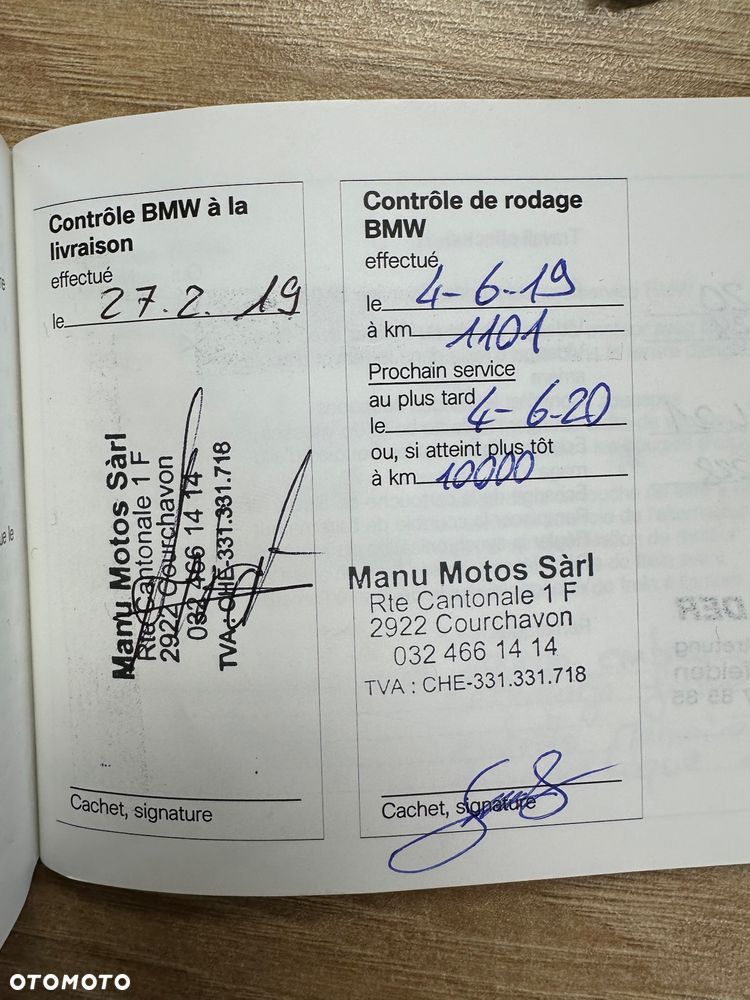 Contrôle BMW à la
livraison
effectué
le 27.2. 19
Manu Motos Sàrl
Rte Cantonale 1 F
2922 Courchavon
032 466 14 14
TVA : CHE-331.331.718
Cachet, signature
Contrôle de rodage
BMW
effectué
le 4-6-19
à km 1101
Prochain service
au plus tard
le 4-6-20
ou, si atteint plus tôt
à km 10000
Manu Motos Sàrl
Rte Cantonale 1 F
2922 Courchavon
032 466 14 14
TVA : CHE-331.331.718
Cachet, signature
OTOMOTO